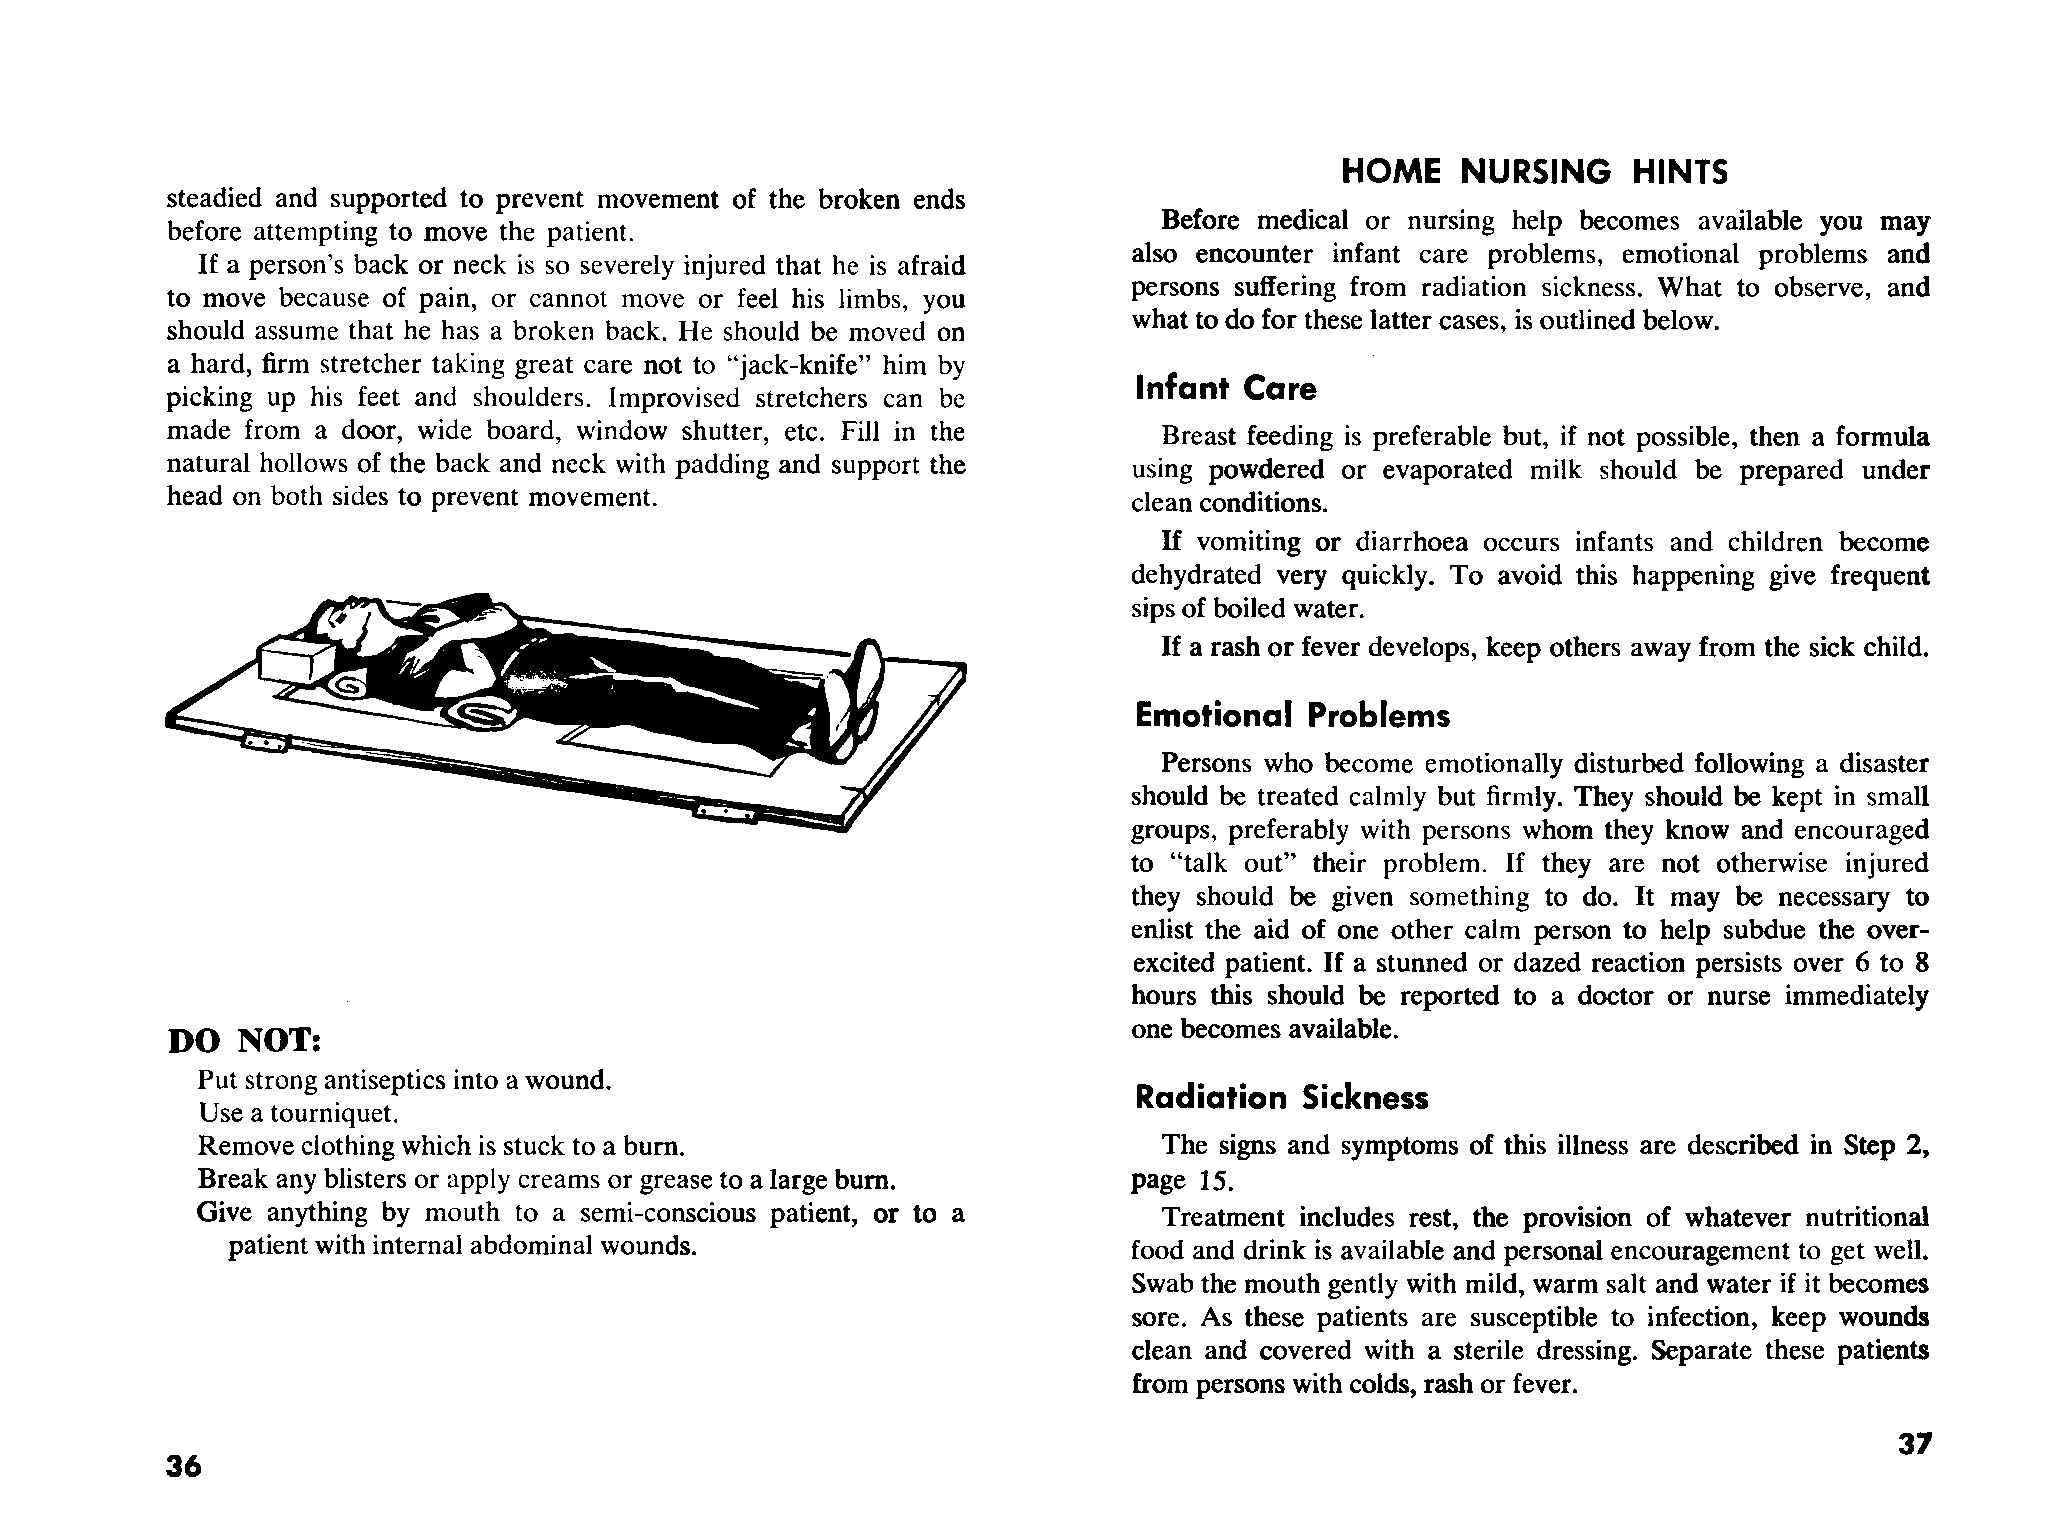 steadied and supported to prevent movement of the broken ends
before attempting to move the patient.
If a person's back or neck is so severely injured that he is afraid
to move because of pain, or cannot move or feel his limbs, you
should assume that he has a broken back. He should be moved on
a hard, firm stretcher taking great care not to “jack-knife” him by
picking up his feet and shoulders. Improvised stretchers can be
made from a door, wide board, window shutter, etc. Fill in the
natural hollows of the back and neck with padding and support the
head on both sides to prevent movement.
DO NOT:
Put strong antiseptics into a wound.
Use a tourniquet.
Remove clothing which is stuck to a burn.
Break any blisters or apply creams or grease to a large burn.
Give anything by mouth to a semi-conscious patient, or to a
patient with internal abdominal wounds.
36
HOME NURSING HINTS
Before medical or nursing help becomes available you may
also encounter infant care problems, emotional problems and
persons suffering from radiation sickness. What to observe, and
what to do for these latter cases, is outlined below.
Infant Care
Breast feeding is preferable but, if not possible, then a formula
using powdered or evaporated milk should be prepared under
clean conditions.
If vomiting or diarrhoea occurs infants and children become
dehydrated very quickly. To avoid this happening give frequent
sips of boiled water.
If a rash or fever develops, keep others away from the sick child.
Emotional Problems
Persons who become emotionally disturbed following a disaster
should be treated calmly but firmly. They should be kept in small
groups, preferably with persons whom they know and encouraged
to “talk out” their problem. If they are not otherwise injured
they should be given something to do. It may be necessary to
enlist the aid of one other calm person to help subdue the over-
excited patient. If a stunned or dazed reaction persists over 6 to 8
hours this should be reported to a doctor or nurse immediately
one becomes available.
Radiation Sickness
The signs and symptoms of this illness are described in Step 2,
page 15.
Treatment includes rest, the provision of whatever nutritional
food and drink is available and personal encouragement to get well.
Swab the mouth gently with mild, warm salt and water if it becomes
sore. As these patients are susceptible to infection, keep wounds
clean and covered with a sterile dressing. Separate these patients
from persons with colds, rash or fever.
37